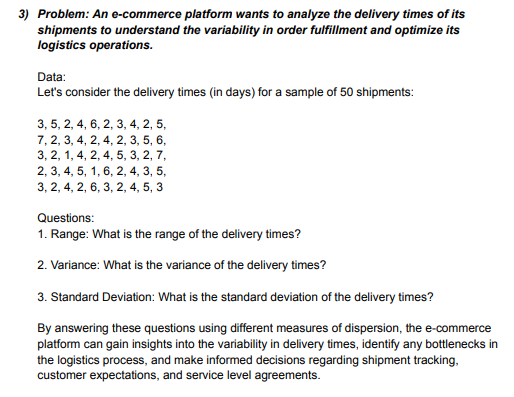 3) Problem: An e-commerce platform wants to analyze the delivery times of its
shipments to understand the variability in order fulfillment and optimize its
logistics operations.
Data:
Let's consider the delivery times (in days) for a sample of 50 shipments:
3, 5, 2, 4, 6, 2, 3, 4, 2, 5,
7, 2, 3, 4, 2, 4, 2, 3, 5, 6,
3, 2, 1, 4, 2, 4, 5, 3, 2, 7,
2, 3, 4, 5, 1, 6, 2, 4, 3, 5,
3, 2, 4, 2, 6, 3, 2, 4, 5, 3
Questions:
1. Range: What is the range of the delivery times?
2. Variance: What is the variance of the delivery times?
3. Standard Deviation: What is the standard deviation of the delivery times?
By answering these questions using different measures of dispersion, the e-commerce
platform can gain insights into the variability in delivery times, identify any bottlenecks in
the logistics process, and make informed decisions regarding shipment tracking,
customer expectations, and service level agreements.